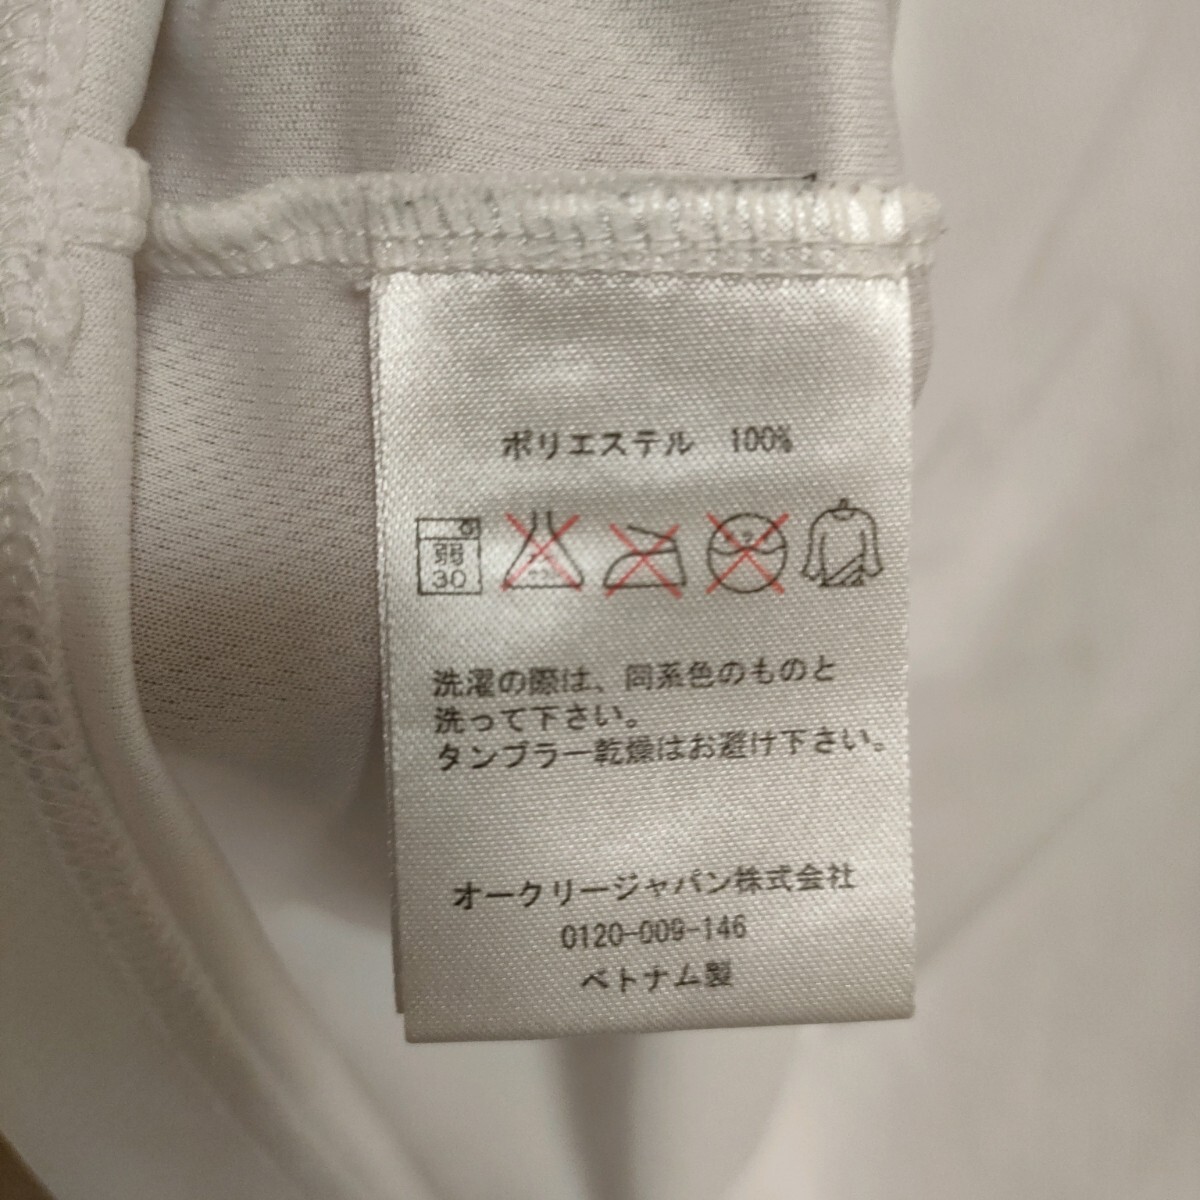 ポリエステル 100%
弱
30
洗濯の際は、同系色のものと
洗って下さい。
タンブラー乾燥はお避け下さい。
オークリージャパン株式会社
0120-009-146
ベトナム製